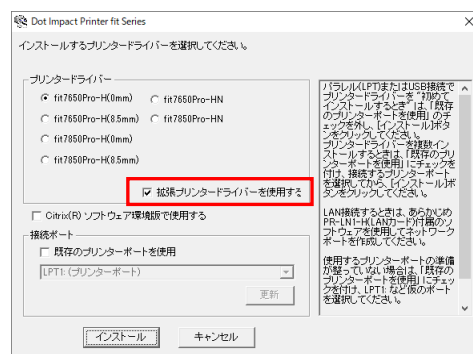 Dot Impact Printer fit Series
インストールするプリンタードライバーを選択してください。
プリンタードライバー
fit7650Pro-H(0mm)
fit7650Pro-HN
fit7650Pro-H(8.5mm)
fit7850Pro-HN
fit7850Pro-H(0mm)
fit7850Pro-H(8.5mm)
拡張プリンタードライバーを使用する
Citrix(R) ソフトウェア環境版で使用する
接続ポート
既存のプリンターポートを使用
LPT1: (プリンターポート)
更新
インストール
キャンセル
パラレル(LPT)またはUSB接続で
プリンタードライバーを"初めて
インストールするとき"は、「既存
のプリンターポートを使用」のチ
ェックを外し、[インストール]ボタ
ンをクリックしてください。
プリンタードライバーを複数イン
ストールするときは、「既存のプリ
ンターポートを使用」にチェックを
付け、接続するプリンターポート
を選択してから、[インストール]ボ
タンをクリックしてください。
LAN接続するときは、あらかじめ
PR-LN1-H(LANカード)付属のソ
フトウェアを使用してネットワーク
ポートを作成してください。
使用するプリンターポートの準備
が整っていない場合は、「既存の
プリンターポートを使用」にチェッ
クを付け、LPT1: など仮のポート
を選択してください。